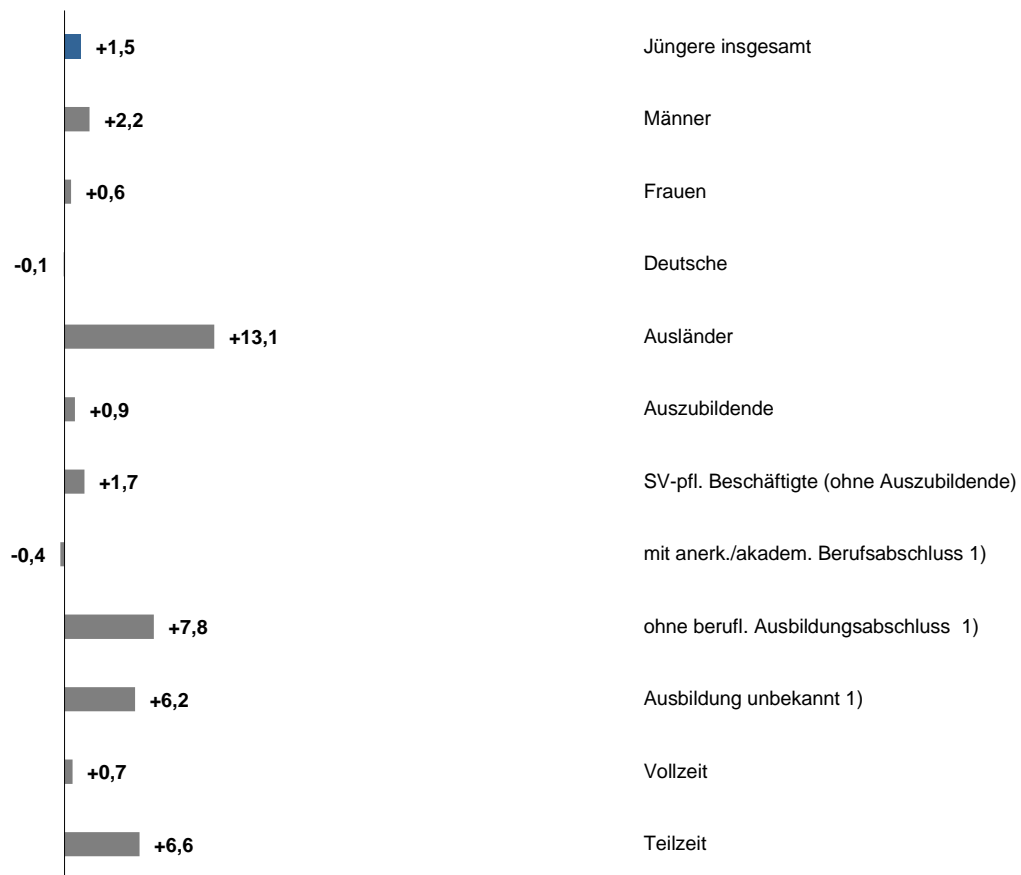 +1,5 Jüngere insgesamt
+2,2 Männer
+0,6 Frauen
-0,1 Deutsche
+13,1 Ausländer
+0,9 Auszubildende
+1,7 SV-pfl. Beschäftigte (ohne Auszubildende)
-0,4 mit anerk./akadem. Berufsabschluss 1)
+7,8 ohne berufl. Ausbildungsabschluss 1)
+6,2 Ausbildung unbekannt 1)
+0,7 Vollzeit
+6,6 Teilzeit